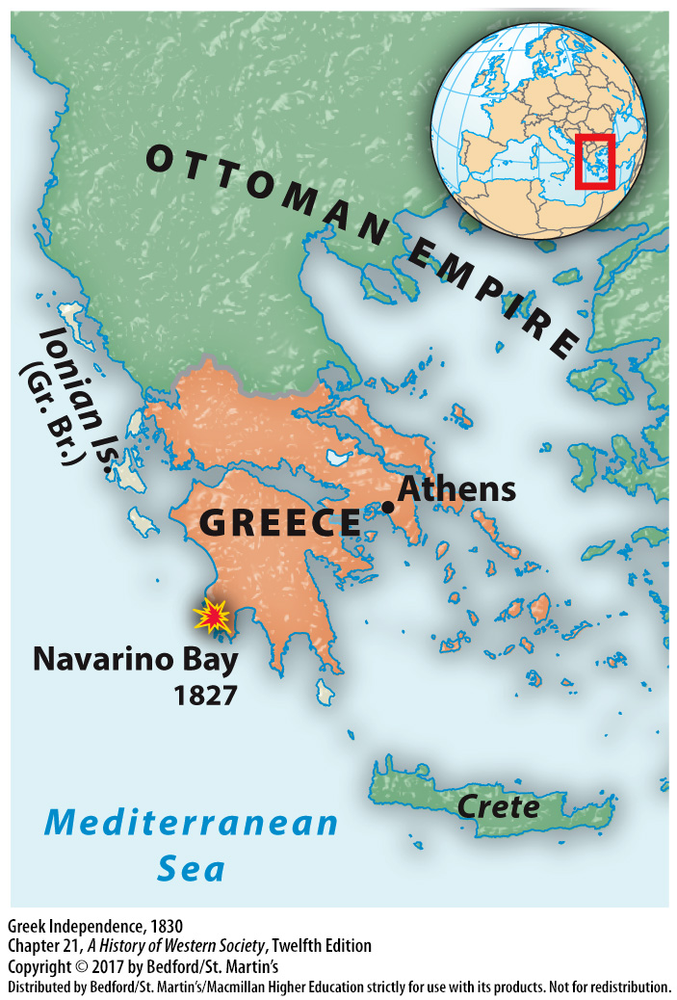 OTTOMAN EMPIRE
Ionian Is.
(Gr. Br.)
Athens
GREECE
Navarino Bay
1827
Crete
Mediterranean
Sea
Greek Independence, 1830
Chapter 21, A History of Western Society, Twelfth Edition
Copyright © 2017 by Bedford/St. Martin's
Distributed by Bedford/St. Martin's/Macmillan Higher Education strictly for use with its products. Not for redistribution.